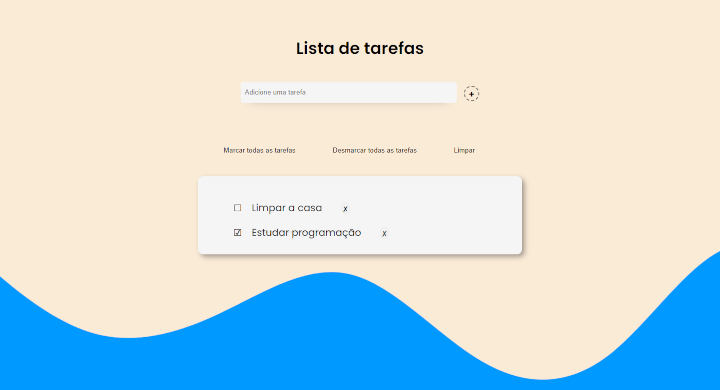 Lista de tarefas
Adicione uma tarefa
+
Marcar todas as tarefas Desmarcar todas as tarefas Limpar
☐ Limpar a casa x
☑ Estudar programação x